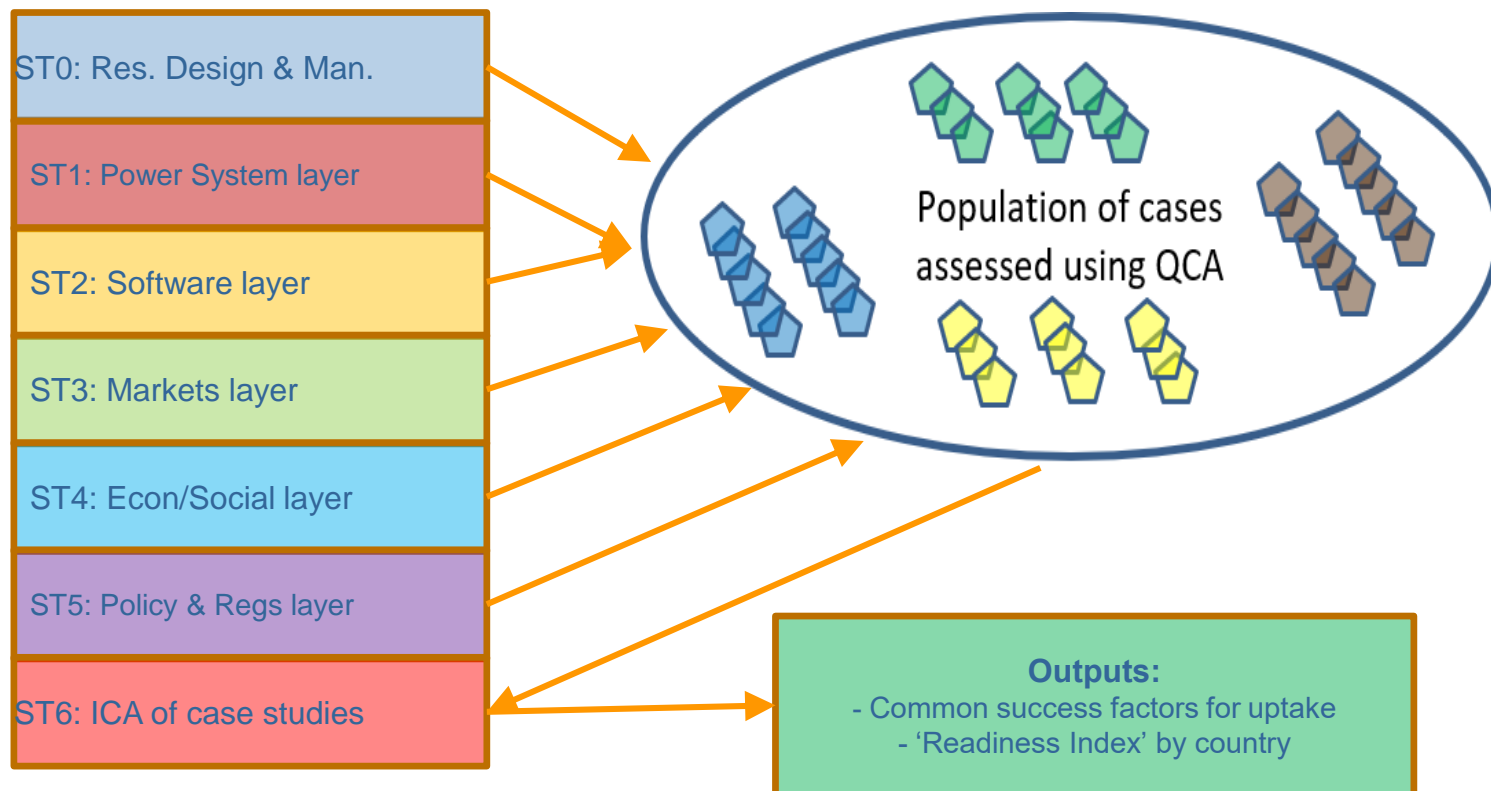 ST0: Res. Design & Man.
ST1: Power System layer
ST2: Software layer
ST3: Markets layer
ST4: Econ/Social layer
ST5: Policy & Regs layer
ST6: ICA of case studies
Population of cases
assessed using QCA
Outputs:
- Common success factors for uptake
- ‘Readiness Index’ by country